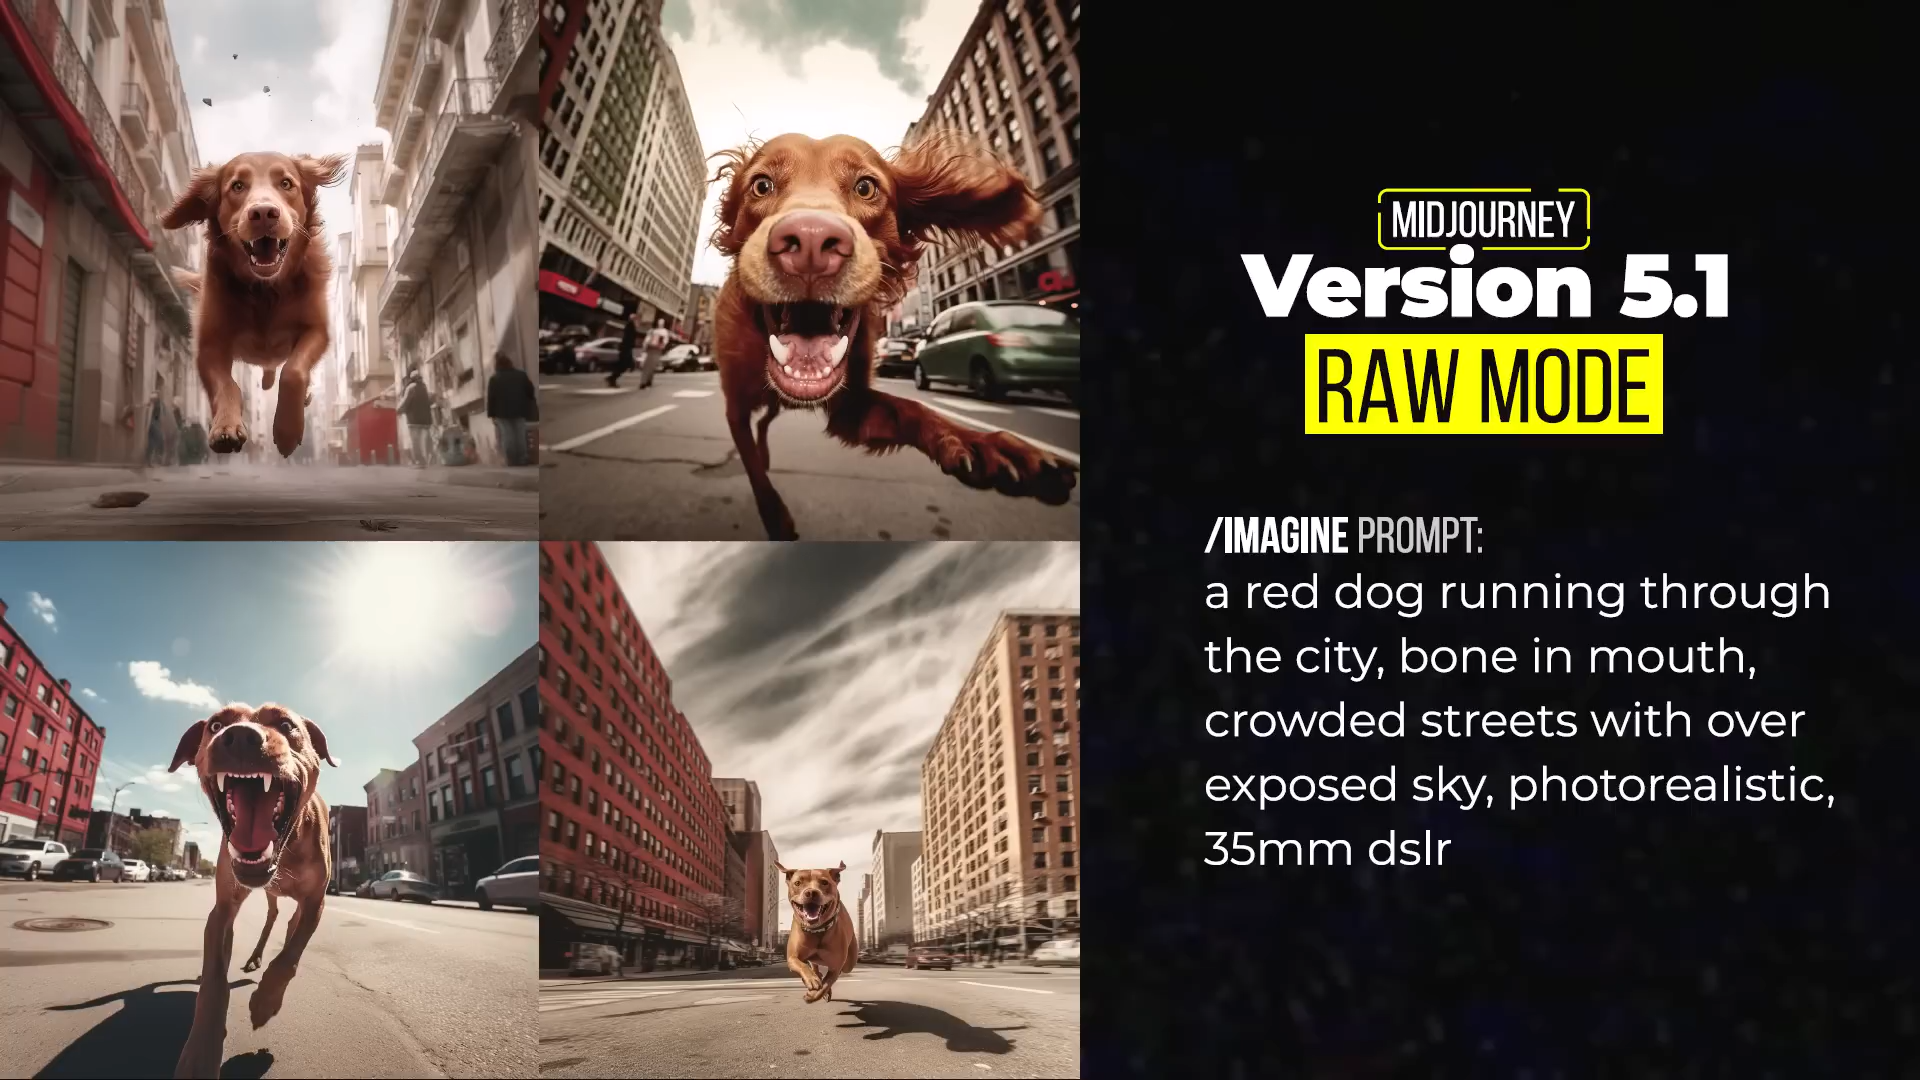 MIDJOURNEY
Version 5.1
RAW MODE
/IMAGINE PROMPT:
a red dog running through
the city, bone in mouth,
crowded streets with over
exposed sky, photorealistic,
35mm dslr